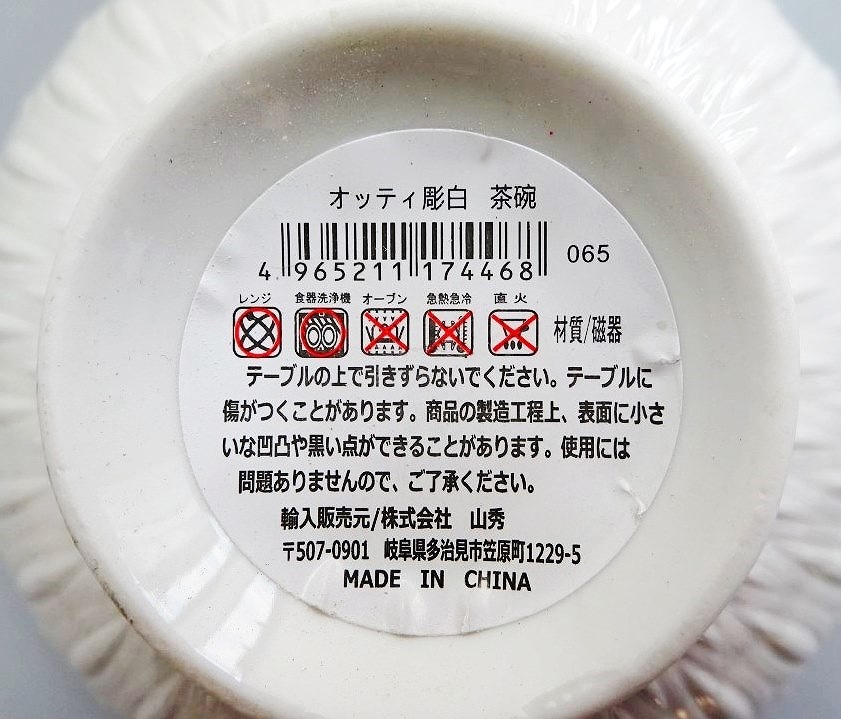 オッティ彫白　茶碗
4 965211 174468 065
レンジ 食器洗浄機 オーブン 急熱急冷 直火
材質/磁器
テーブルの上で引きずらないでください。テーブルに
傷がつくことがあります。商品の製造工程上、表面に小さ
いな凹凸や黒い点ができることがあります。使用には
問題ありませんので、ご了承ください。
輸入販売元/株式会社　山秀
〒507-0901　岐阜県多治見市笠原町1229-5
MADE IN CHINA